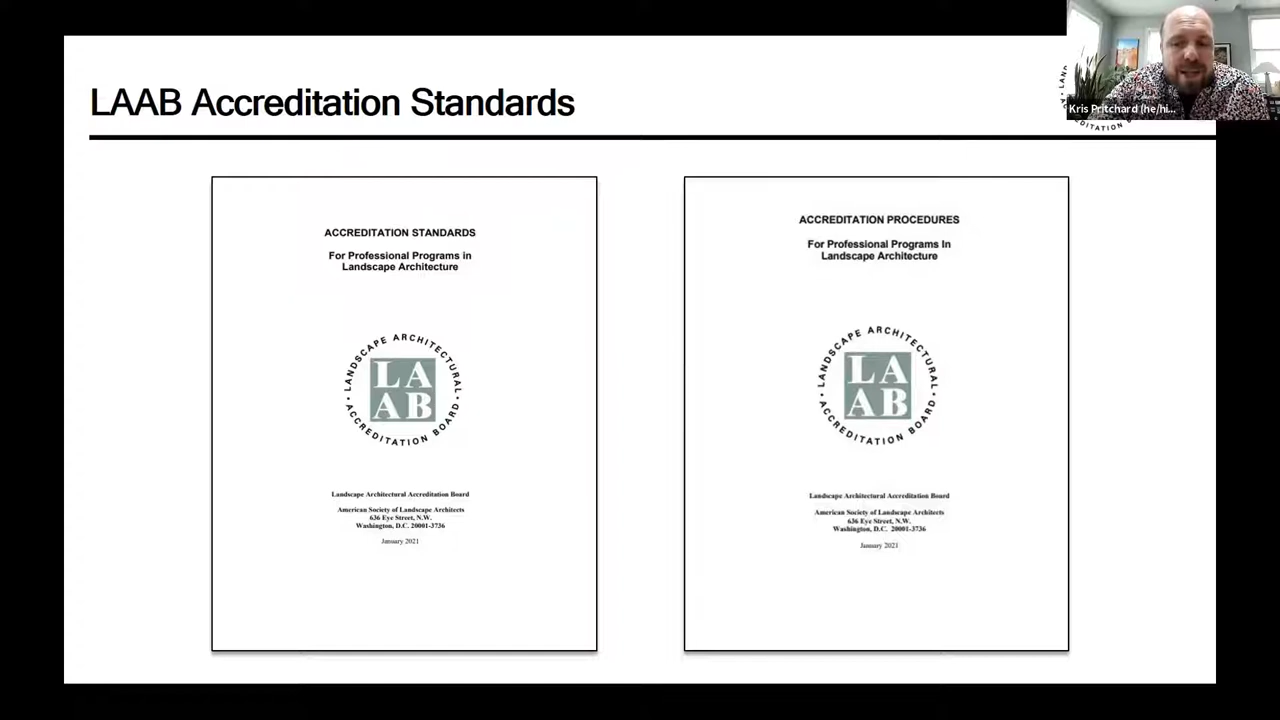 LAAB Accreditation Standards
Kris Pritchard (he/hi...
ACCREDITATION STANDARDS
For Professional Programs in
Landscape Architecture
LANDSCAPE ARCHITECTURAL
LA
AB
ACCREDITATION BOARD
Landscape Architectural Accreditation Board
American Society of Landscape Architects
636 Eye Street, N.W.
Washington, D.C. 20001-3736
January 2021
ACCREDITATION PROCEDURES
For Professional Programs In
Landscape Architecture
LANDSCAPE ARCHITECTURAL
LA
AB
ACCREDITATION BOARD
Landscape Architectural Accreditation Board
American Society of Landscape Architects
636 Eye Street, N.W.
Washington, D.C. 20001-3736
January 2021